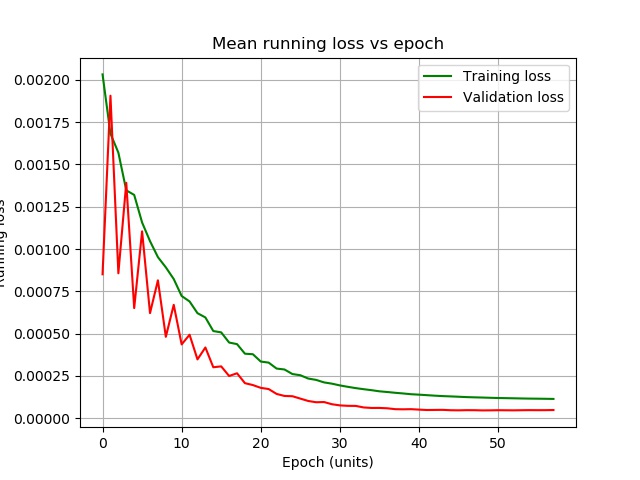 Mean running loss vs epoch
Training loss
Validation loss
0.00200
0.00175
0.00150
0.00125
0.00100
0.00075
0.00050
0.00025
0.00000
Running loss
0 10 20 30 40 50
Epoch (units)